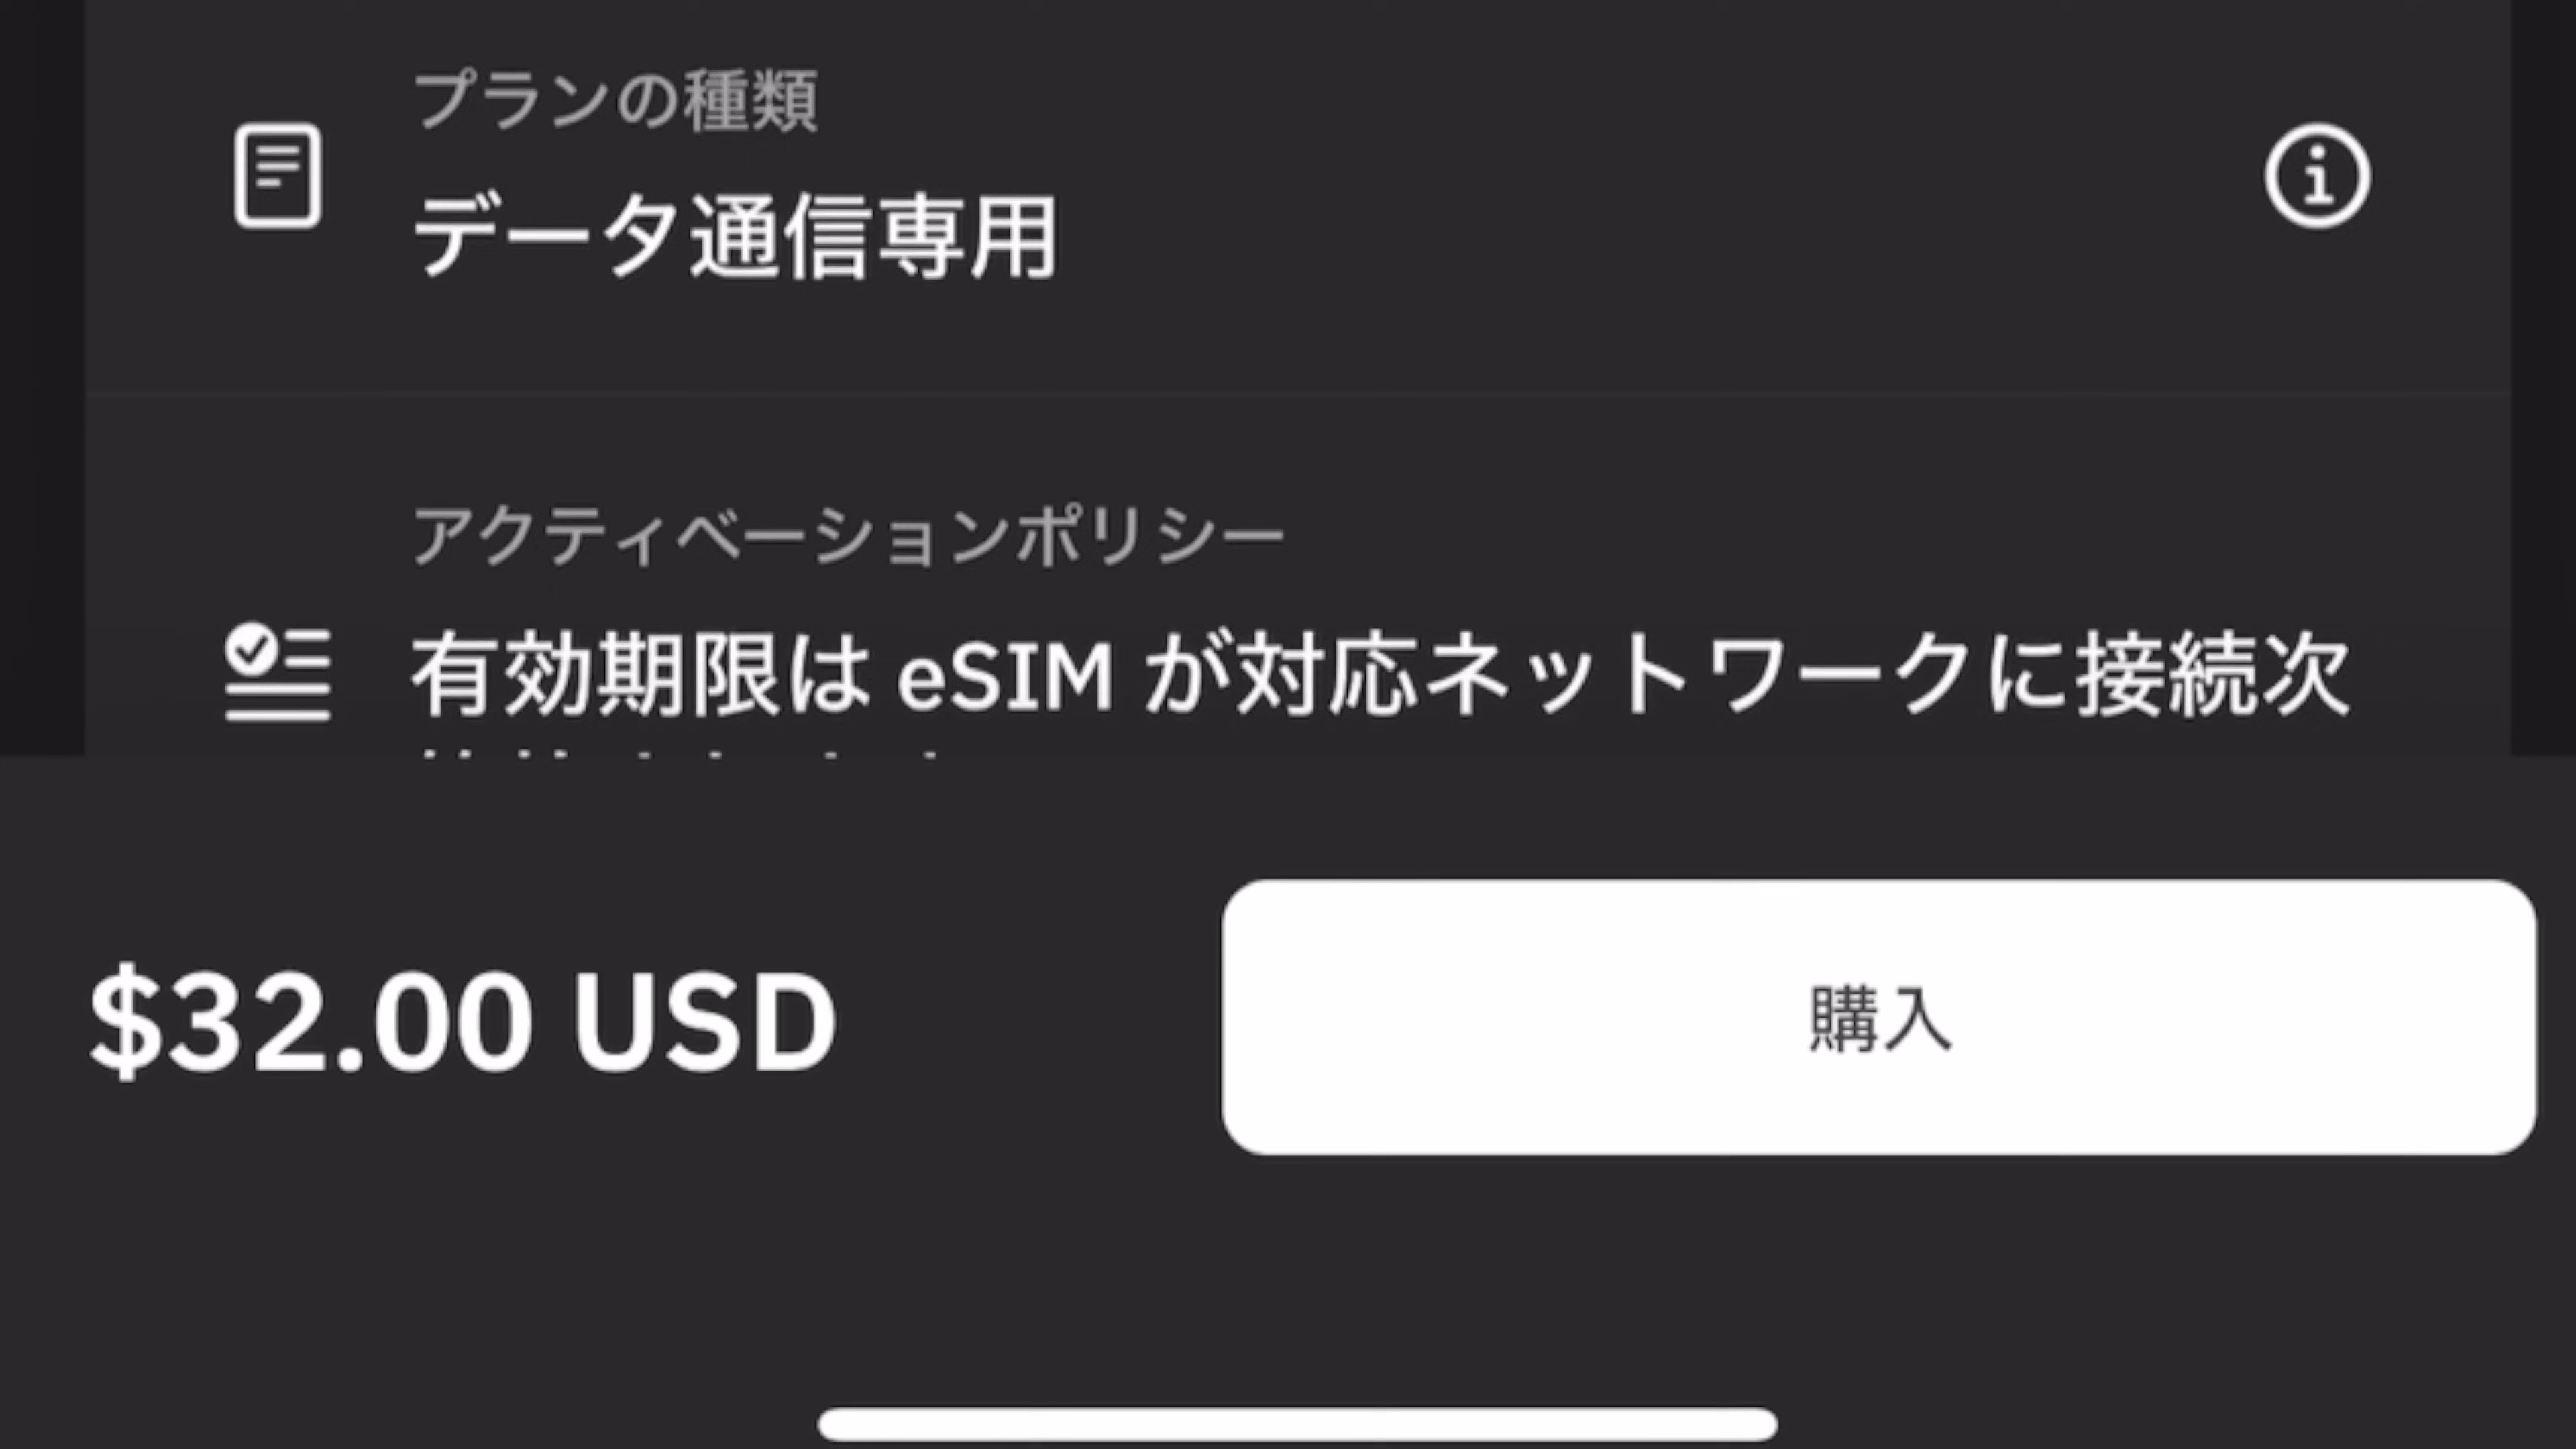 プランの種類
データ通信専用
アクティベーションポリシー
有効期限は eSIM が対応ネットワークに接続次
$32.00 USD
購入